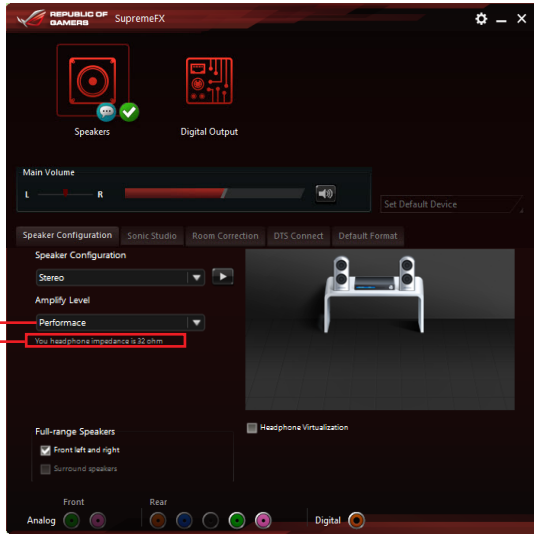 REPUBLIC OF
GAMERS
SupremeFX
Speakers
Digital Output
Main Volume
L R
Set Default Device
Speaker Configuration Sonic Studio Room Correction DTS Connect Default Format
Speaker Configuration
Stereo
Amplify Level
Performace
You headphone impedance is 32 ohm
Headphone Virtualization
Full-range Speakers
Front left and right
Surround speakers
Front Rear
Analog Digital